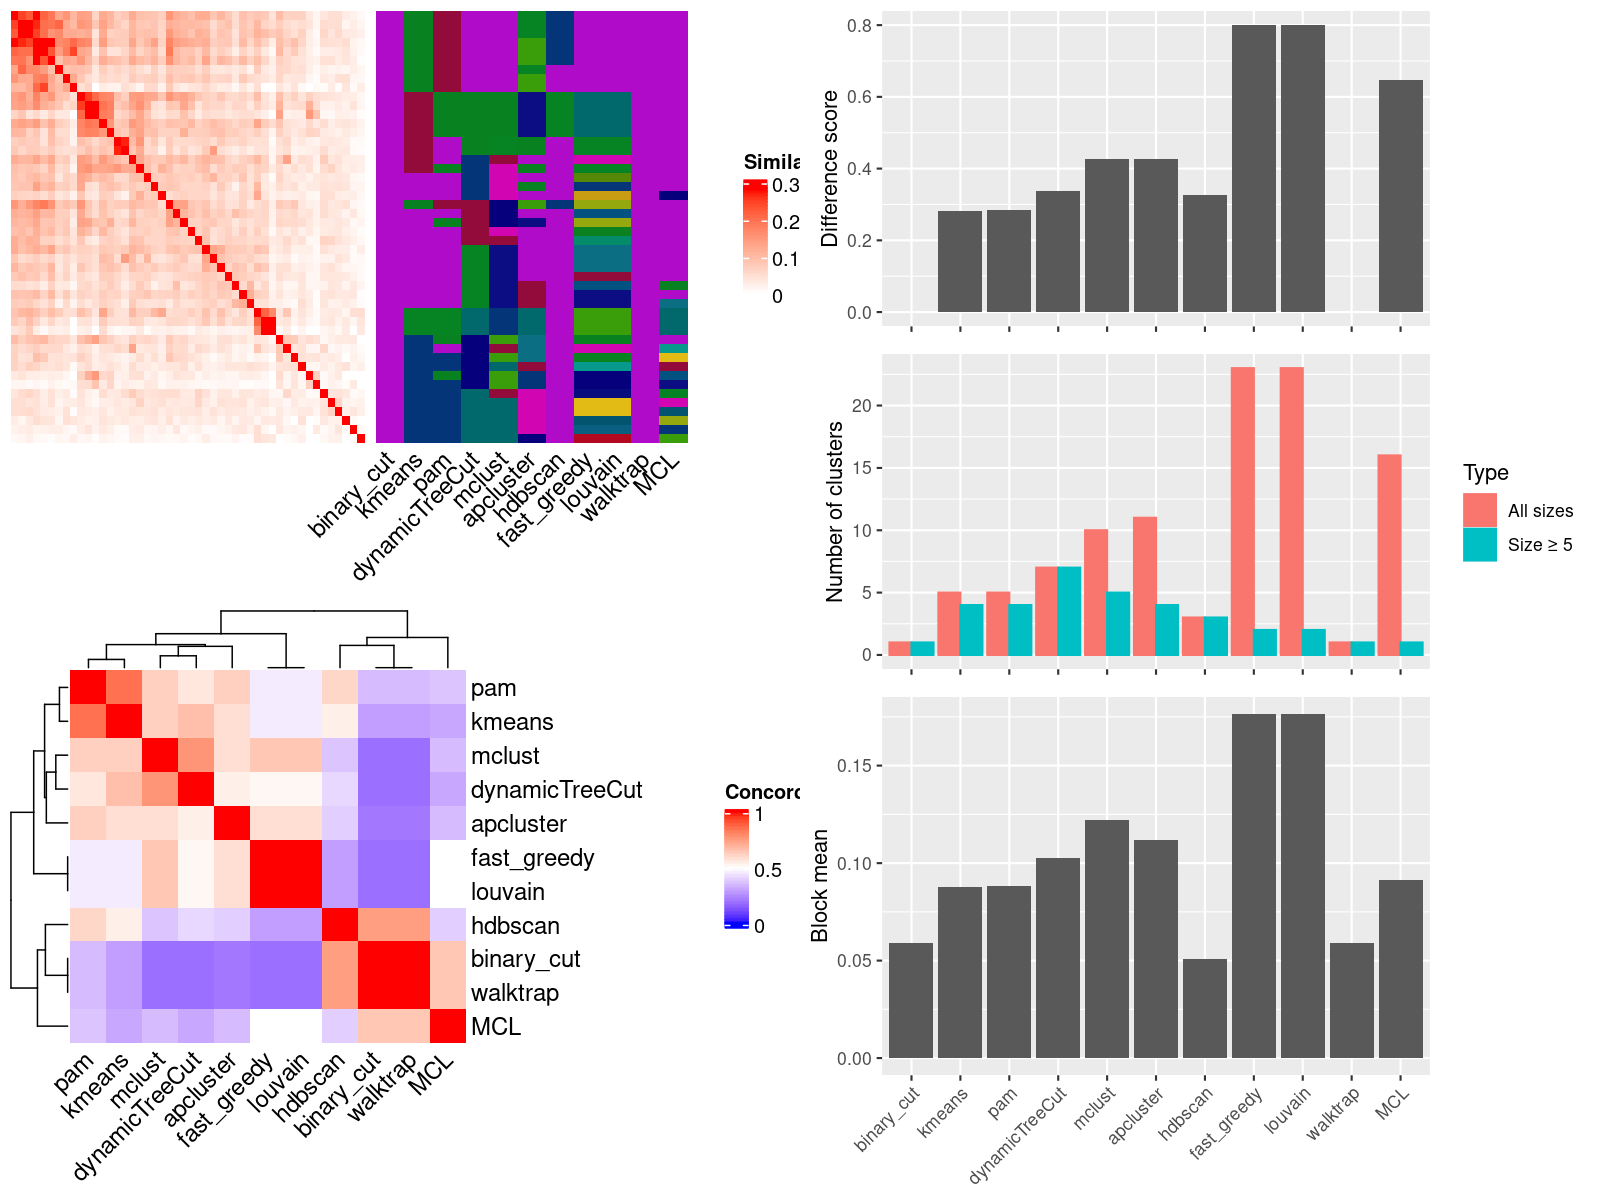 Simila
0.3
0.2
0.1
0
binary_cut
kmeans
pam
dynamicTreeCut
mclust
apcluster
hdbscan
fast_greedy
louvain
walktrap
MCL
pam
kmeans
mclust
dynamicTreeCut
apcluster
fast_greedy
louvain
hdbscan
binary_cut
walktrap
MCL
pam
kmeans
mclust
dynamicTreeCut
apcluster
fast_greedy
louvain
hdbscan
binary_cut
walktrap
MCL
Concord
1
0.5
0
Difference score
0.8
0.6
0.4
0.2
0.0
Number of clusters
20
15
10
5
0
Type
All sizes
Size ≥ 5
Block mean
0.15
0.10
0.05
0.00
binary_cut
kmeans
pam
dynamicTreeCut
mclust
apcluster
hdbscan
fast_greedy
louvain
walktrap
MCL